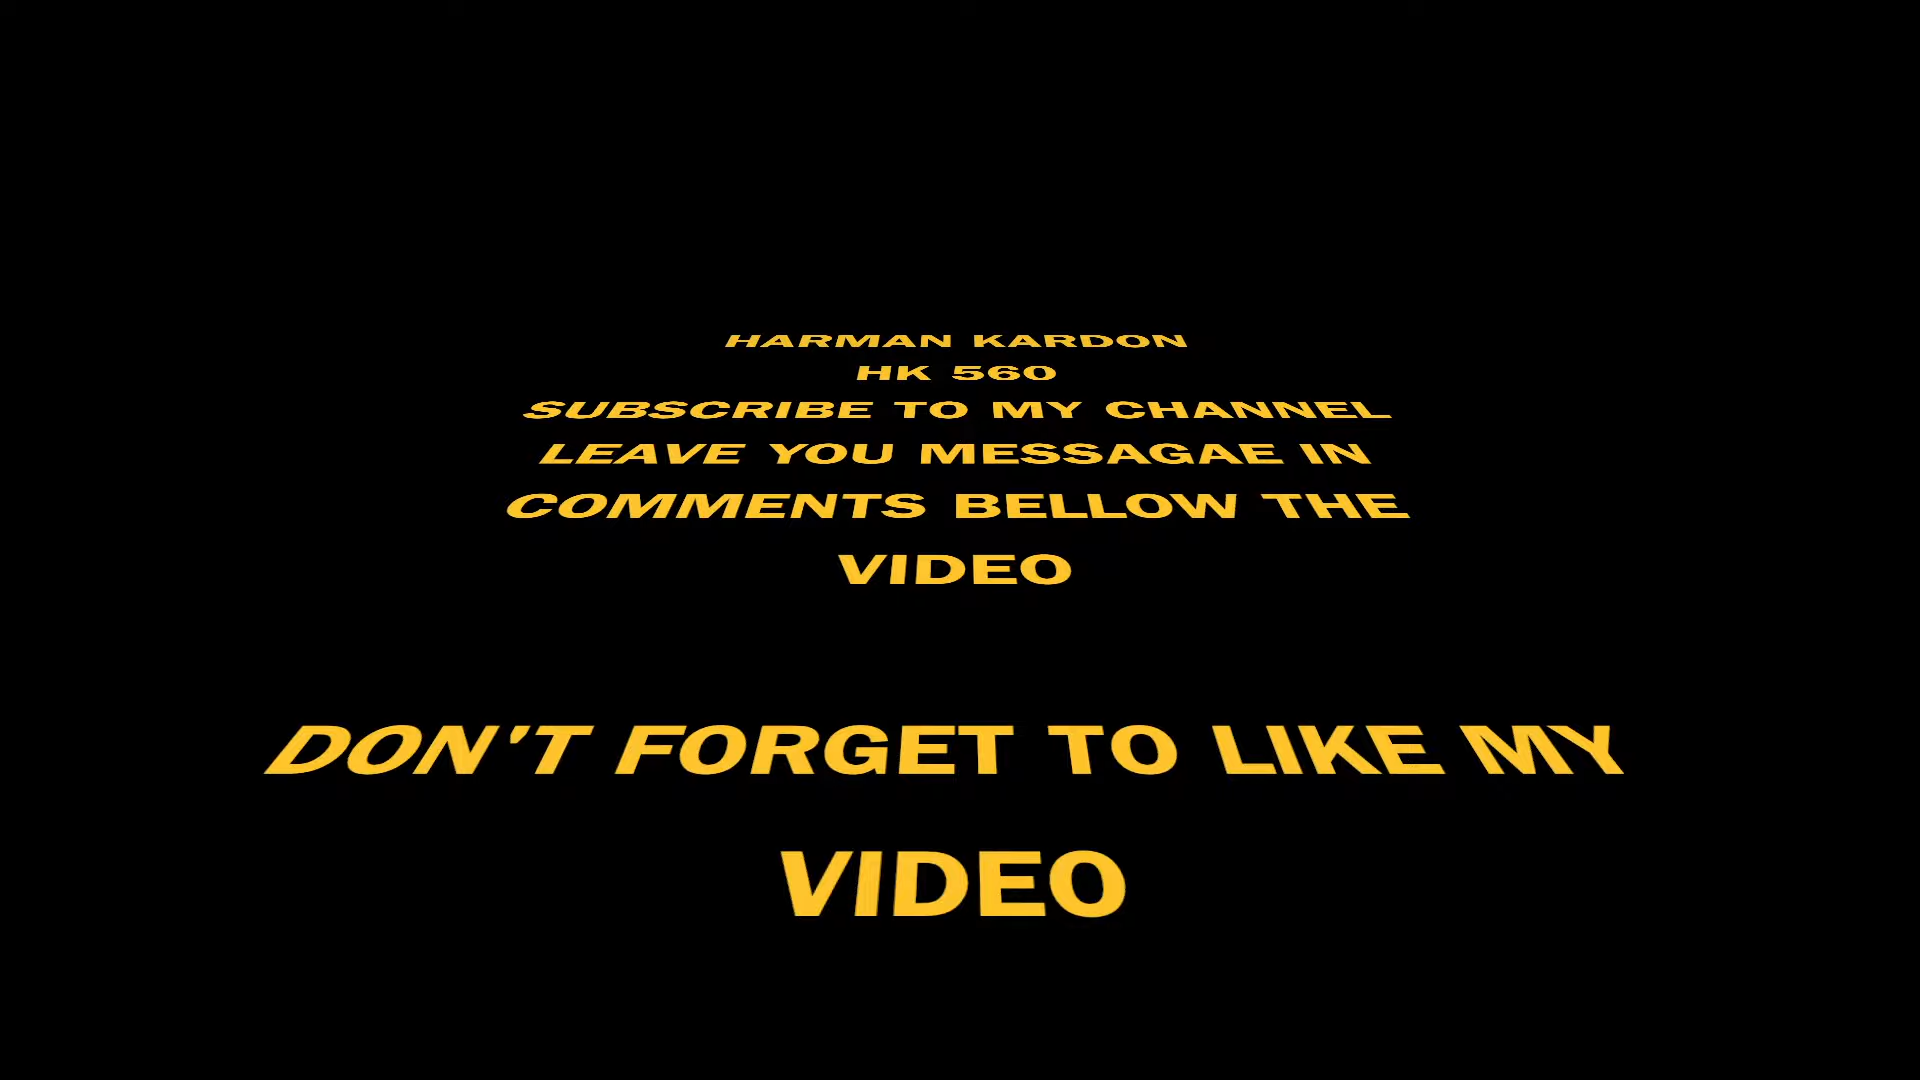 HARMAN KARDON
HK 560
SUBSCRIBE TO MY CHANNEL
LEAVE YOU MESSAGAE IN
COMMENTS BELLOW THE
VIDEO
DON'T FORGET TO LIKE MY
VIDEO